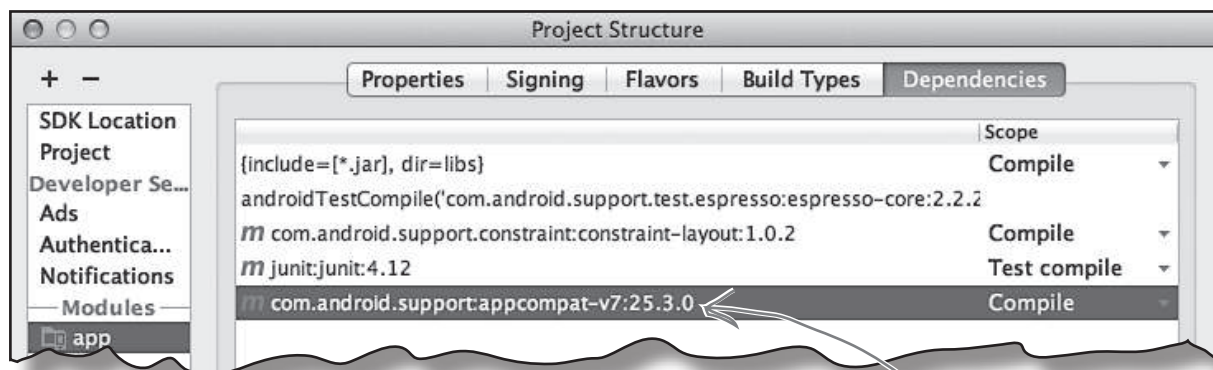 Project Structure
+ −
Properties Signing Flavors Build Types Dependencies
SDK Location
Project
Developer Se...
Ads
Authentica...
Notifications
Modules
app
Scope
{include=[*.jar], dir=libs} Compile
androidTestCompile('com.android.support.test.espresso:espresso-core:2.2.2
m com.android.support.constraint:constraint-layout:1.0.2 Compile
m junit:junit:4.12 Test compile
m com.android.support:appcompat-v7:25.3.0 Compile